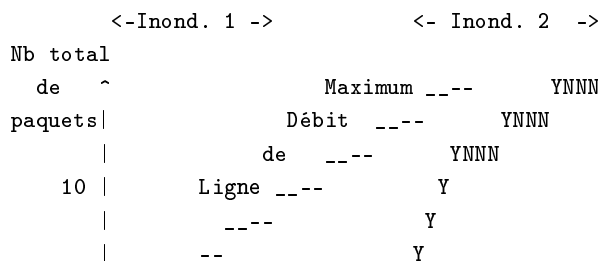 <-Inond. 1 -> <- Inond. 2 ->
Nb total
de ^ Maximum __-- YNNN
paquets| Débit __-- YNNN
| de __-- YNNN
10 | Ligne __-- Y
| __-- Y
| -- Y